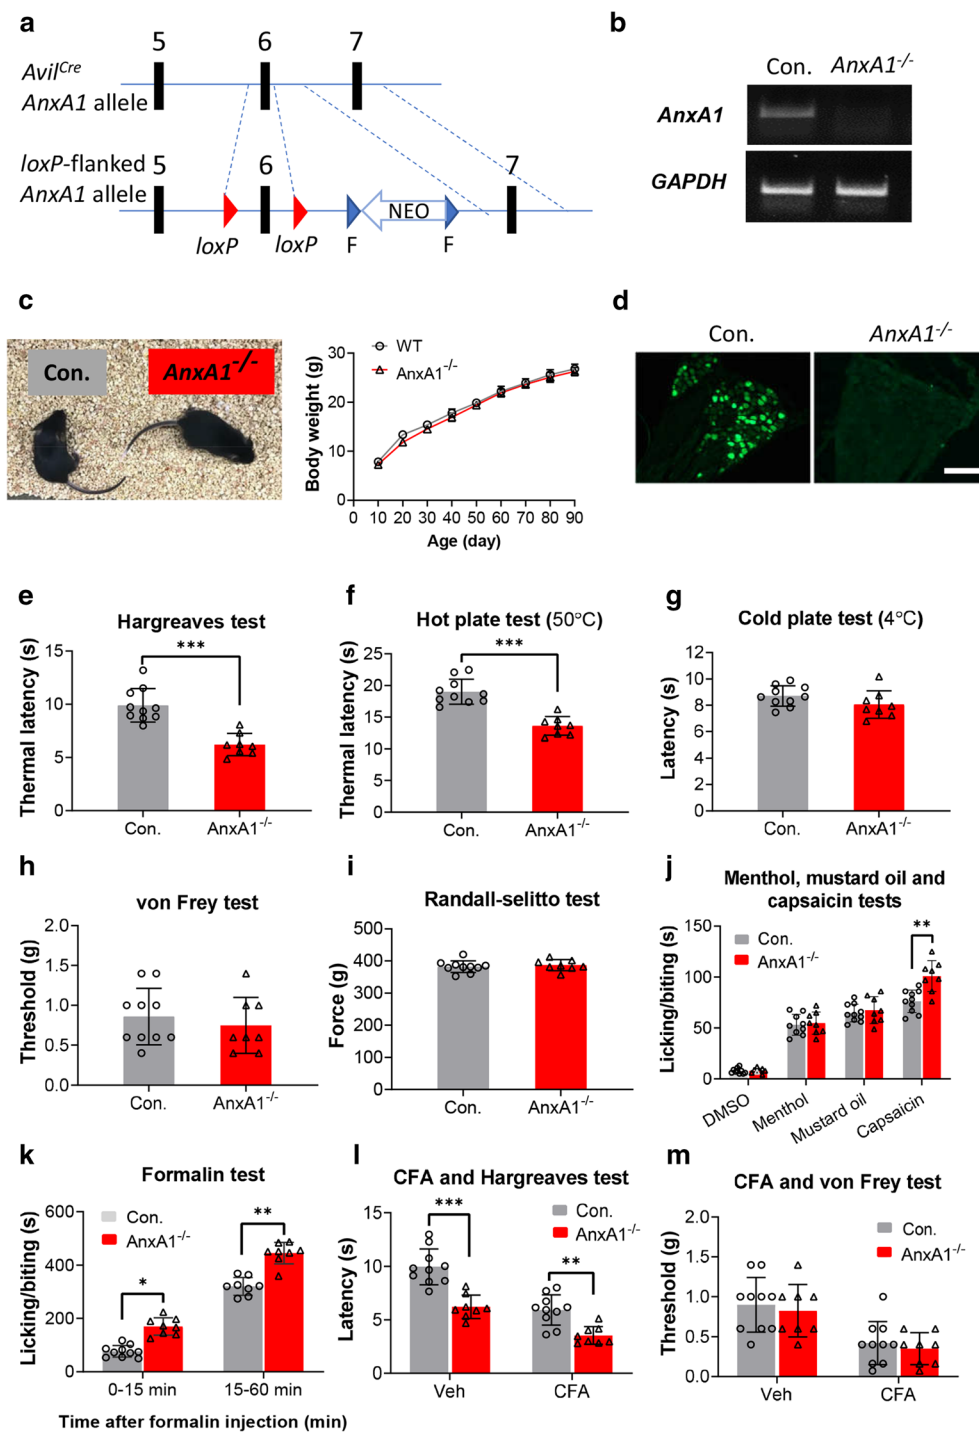 a
5 6 7
Avil^Cre
AnxA1 allele
loxP-flanked
AnxA1 allele
5 6 7
NEO
loxP loxP F F
b
Con. AnxA1-/-
AnxA1
GAPDH
c
Con. AnxA1-/-
WT
AnxA1-/-
Body weight (g)
30
20
10
0
0 10 20 30 40 50 60 70 80 90
Age (day)
d
Con. AnxA1-/-
e
Hargreaves test
***
Thermal latency (s)
15
10
5
0
Con. AnxA1-/-
f
Hot plate test (50°C)
***
Thermal latency (s)
25
20
15
10
5
0
Con. AnxA1-/-
g
Cold plate test (4°C)
Latency (s)
12
10
8
6
4
2
0
Con. AnxA1-/-
h
von Frey test
Threshold (g)
2.0
1.5
1.0
0.5
0.0
Con. AnxA1-/-
i
Randall-selitto test
Force (g)
500
400
300
200
100
0
Con. AnxA1-/-
j
Menthol, mustard oil and
capsaicin tests
Con.
AnxA1-/-
**
Licking/biting (s)
150
100
50
0
DMSO Menthol Mustard oil Capsaicin
k
Formalin test
Con.
AnxA1-/-
*
**
Licking/biting (s)
600
400
200
0
0-15 min 15-60 min
Time after formalin injection (min)
l
CFA and Hargreaves test
***
**
Con.
AnxA1-/-
Latency (s)
15
10
5
0
Veh CFA
m
CFA and von Frey test
Con.
AnxA1-/-
Threshold (g)
2.0
1.5
1.0
0.5
0.0
Veh CFA